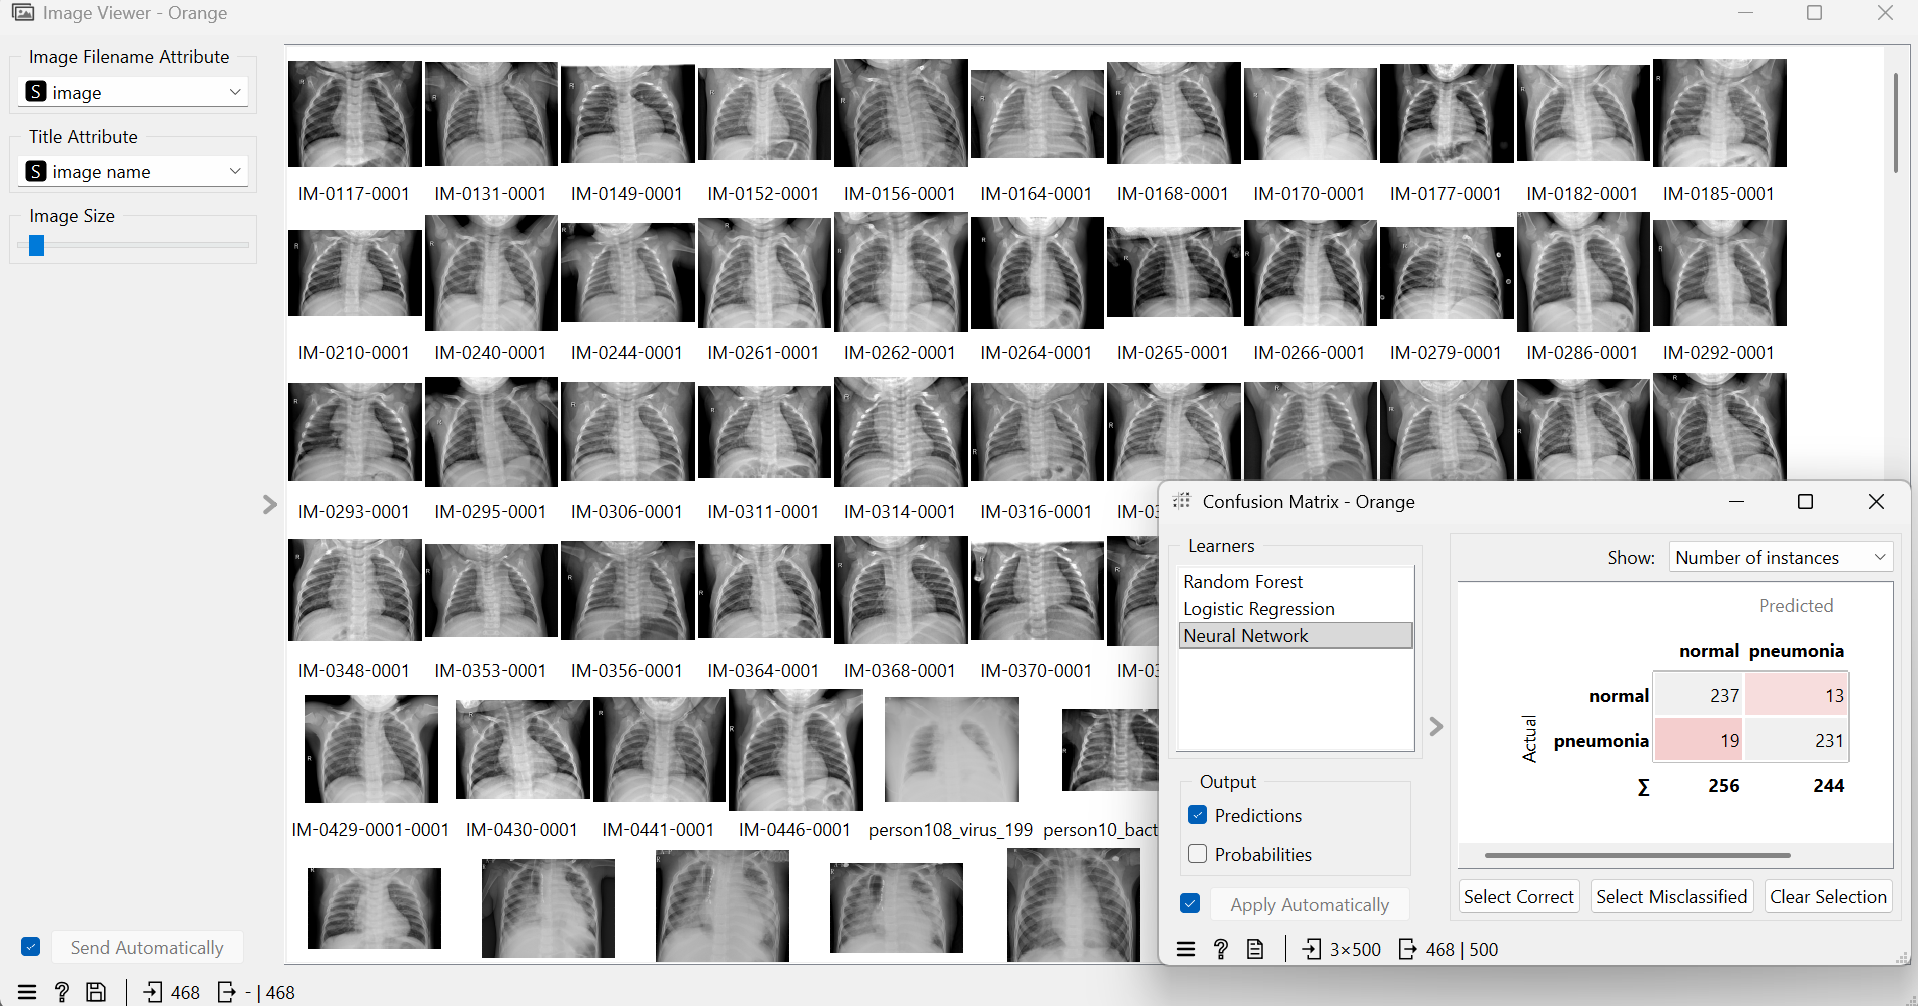 Image Viewer - Orange
Image Filename Attribute
S image
Title Attribute
S image name
Image Size
IM-0117-0001 IM-0131-0001 IM-0149-0001 IM-0152-0001 IM-0156-0001 IM-0164-0001 IM-0168-0001 IM-0170-0001 IM-0177-0001 IM-0182-0001 IM-0185-0001
IM-0210-0001 IM-0240-0001 IM-0244-0001 IM-0261-0001 IM-0262-0001 IM-0264-0001 IM-0265-0001 IM-0266-0001 IM-0279-0001 IM-0286-0001 IM-0292-0001
IM-0293-0001 IM-0295-0001 IM-0306-0001 IM-0311-0001 IM-0314-0001 IM-0316-0001 IM-03
IM-0348-0001 IM-0353-0001 IM-0356-0001 IM-0364-0001 IM-0368-0001 IM-0370-0001 IM-03
IM-0429-0001-0001 IM-0430-0001 IM-0441-0001 IM-0446-0001 person108_virus_199 person10_bact
Send Automatically
? 468 - | 468
Confusion Matrix - Orange
Learners
Random Forest
Logistic Regression
Neural Network
Output
Predictions
Probabilities
Apply Automatically
Show: Number of instances
Predicted
normal pneumonia
Actual
normal 237 13
pneumonia 19 231
∑ 256 244
Select Correct Select Misclassified Clear Selection
? 3×500 468 | 500